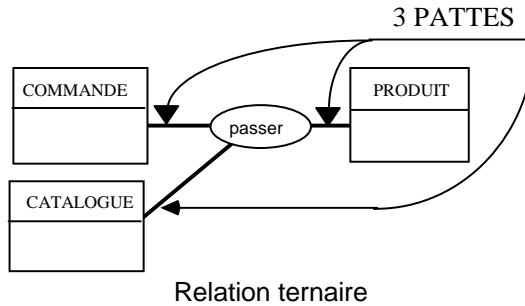 3 PATTES
COMMANDE
PRODUIT
passer
CATALOGUE
Relation ternaire